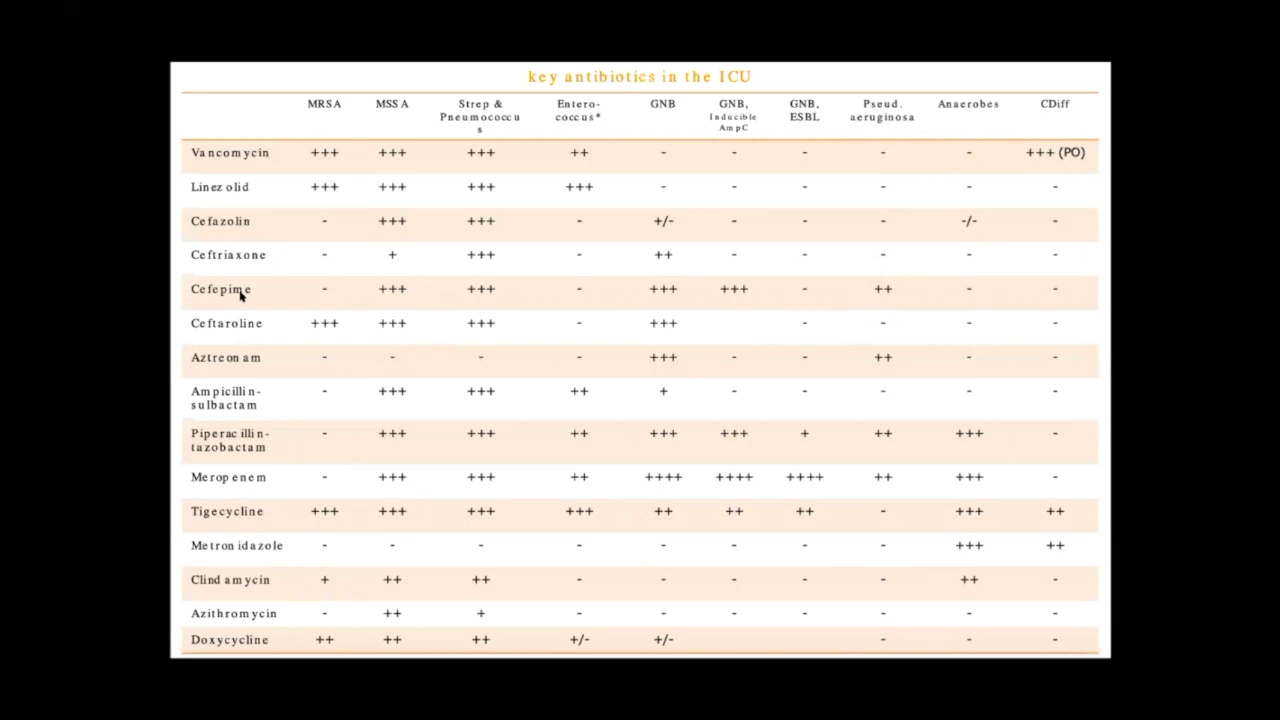 key antibiotics in the ICU
MRSA MSSA Strep & Pneumococcu s Entero- coccus* GNB GNB, Inducible AmpC GNB, ESBL Pseud. aeruginosa Anaerobes CDiff
Vancomycin +++ +++ +++ ++ - - - - - +++ (PO)
Linezolid +++ +++ +++ +++ - - - - - -
Cefazolin - +++ +++ - +/- - - - -/- -
Ceftriaxone - + +++ - ++ - - - - -
Cefepime - +++ +++ - +++ +++ - ++ - -
Ceftaroline +++ +++ +++ - +++ - - - -
Aztreonam - - - - +++ - - ++ - -
Ampicillin- sulbactam - +++ +++ ++ + - - - - -
Piperacillin- tazobactam - +++ +++ ++ +++ +++ + ++ +++ -
Meropenem - +++ +++ ++ ++++ ++++ ++++ ++ +++ -
Tigecycline +++ +++ +++ +++ ++ ++ ++ - +++ ++
Metronidazole - - - - - - - - +++ ++
Clindamycin + ++ ++ - - - - - ++ -
Azithromycin - ++ + - - - - - - -
Doxycycline ++ ++ ++ +/- +/- - - -